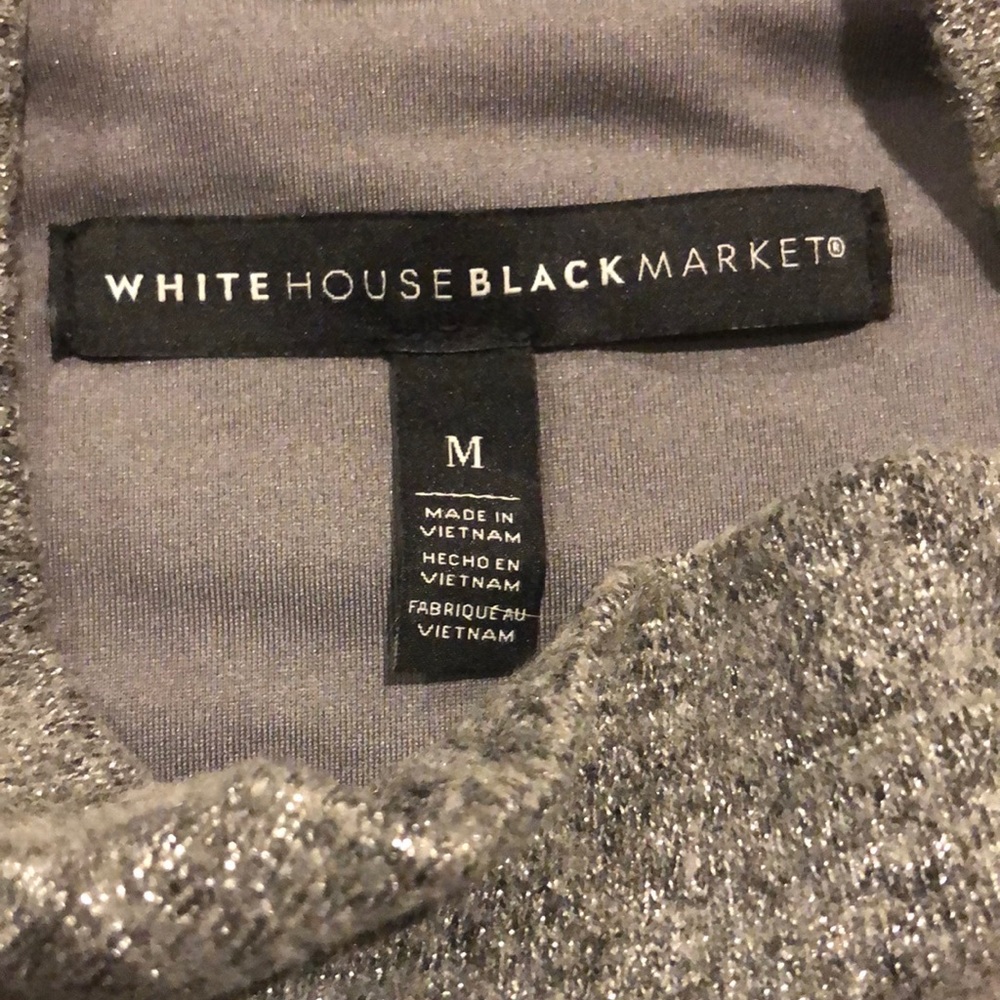 WHITE HOUSE BLACK MARKET®
M
MADE IN
VIETNAM
HECHO EN
VIETNAM
FABRIQUÉ AU
VIETNAM